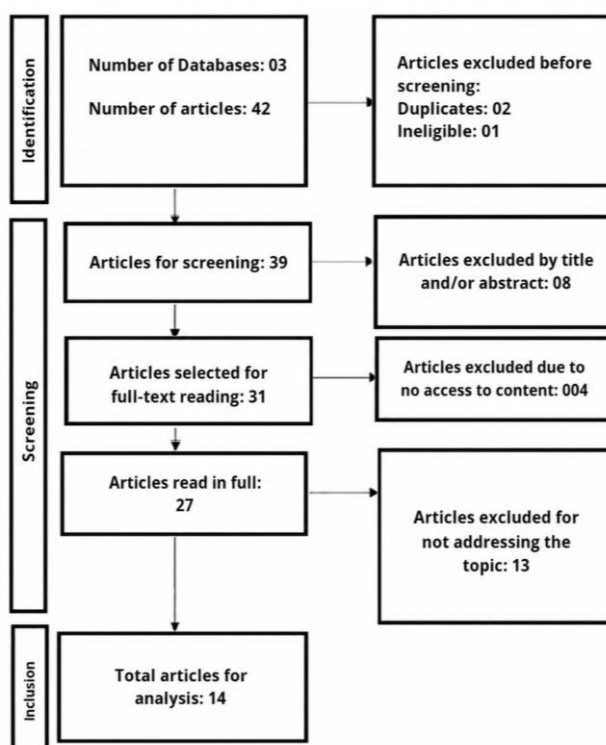 Identification
Number of Databases: 03
Number of articles: 42
Articles excluded before
screening:
Duplicates: 02
Ineligible: 01
Screening
Articles for screening: 39
Articles excluded by title
and/or abstract: 08
Articles selected for
full-text reading: 31
Articles excluded due to
no access to content: 004
Articles read in full:
27
Articles excluded for
not addressing the
topic: 13
Inclusion
Total articles for
analysis: 14